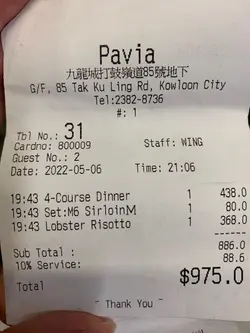 Pavia
九龍城打鼓嶺道85號地下
G/F, 85 Tak Ku Ling Rd, Kowloon City
Tel:2382-8736
#: 1
Tbl No.: 31
Cardno: 800009 Staff: WING
Guest No.: 2
Date: 2022-05-06 Time: 21:06
19:43 4-Course Dinner 1 438.0
19:43 Set:M6 SirloinM 1 80.0
19:43 Lobster Risotto 1 368.0
Sub Total : 886.0
10% Service: 88.6
Total $975.0
~ Thank You ~